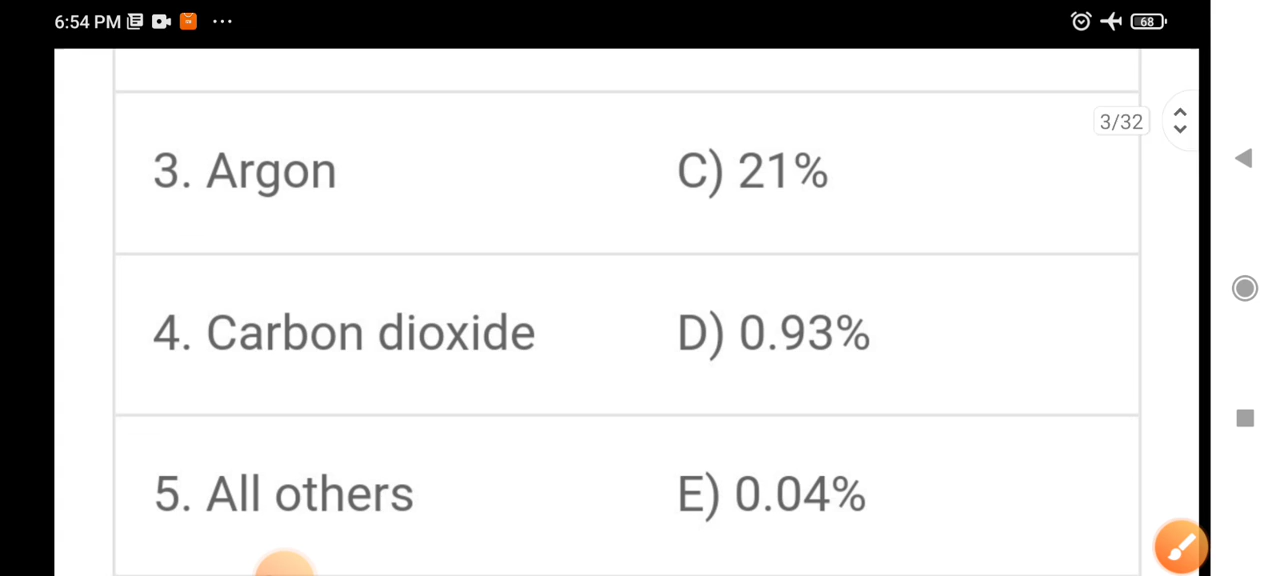 6:54 PM ... 68
3/32
3. Argon C) 21%
4. Carbon dioxide D) 0.93%
5. All others E) 0.04%